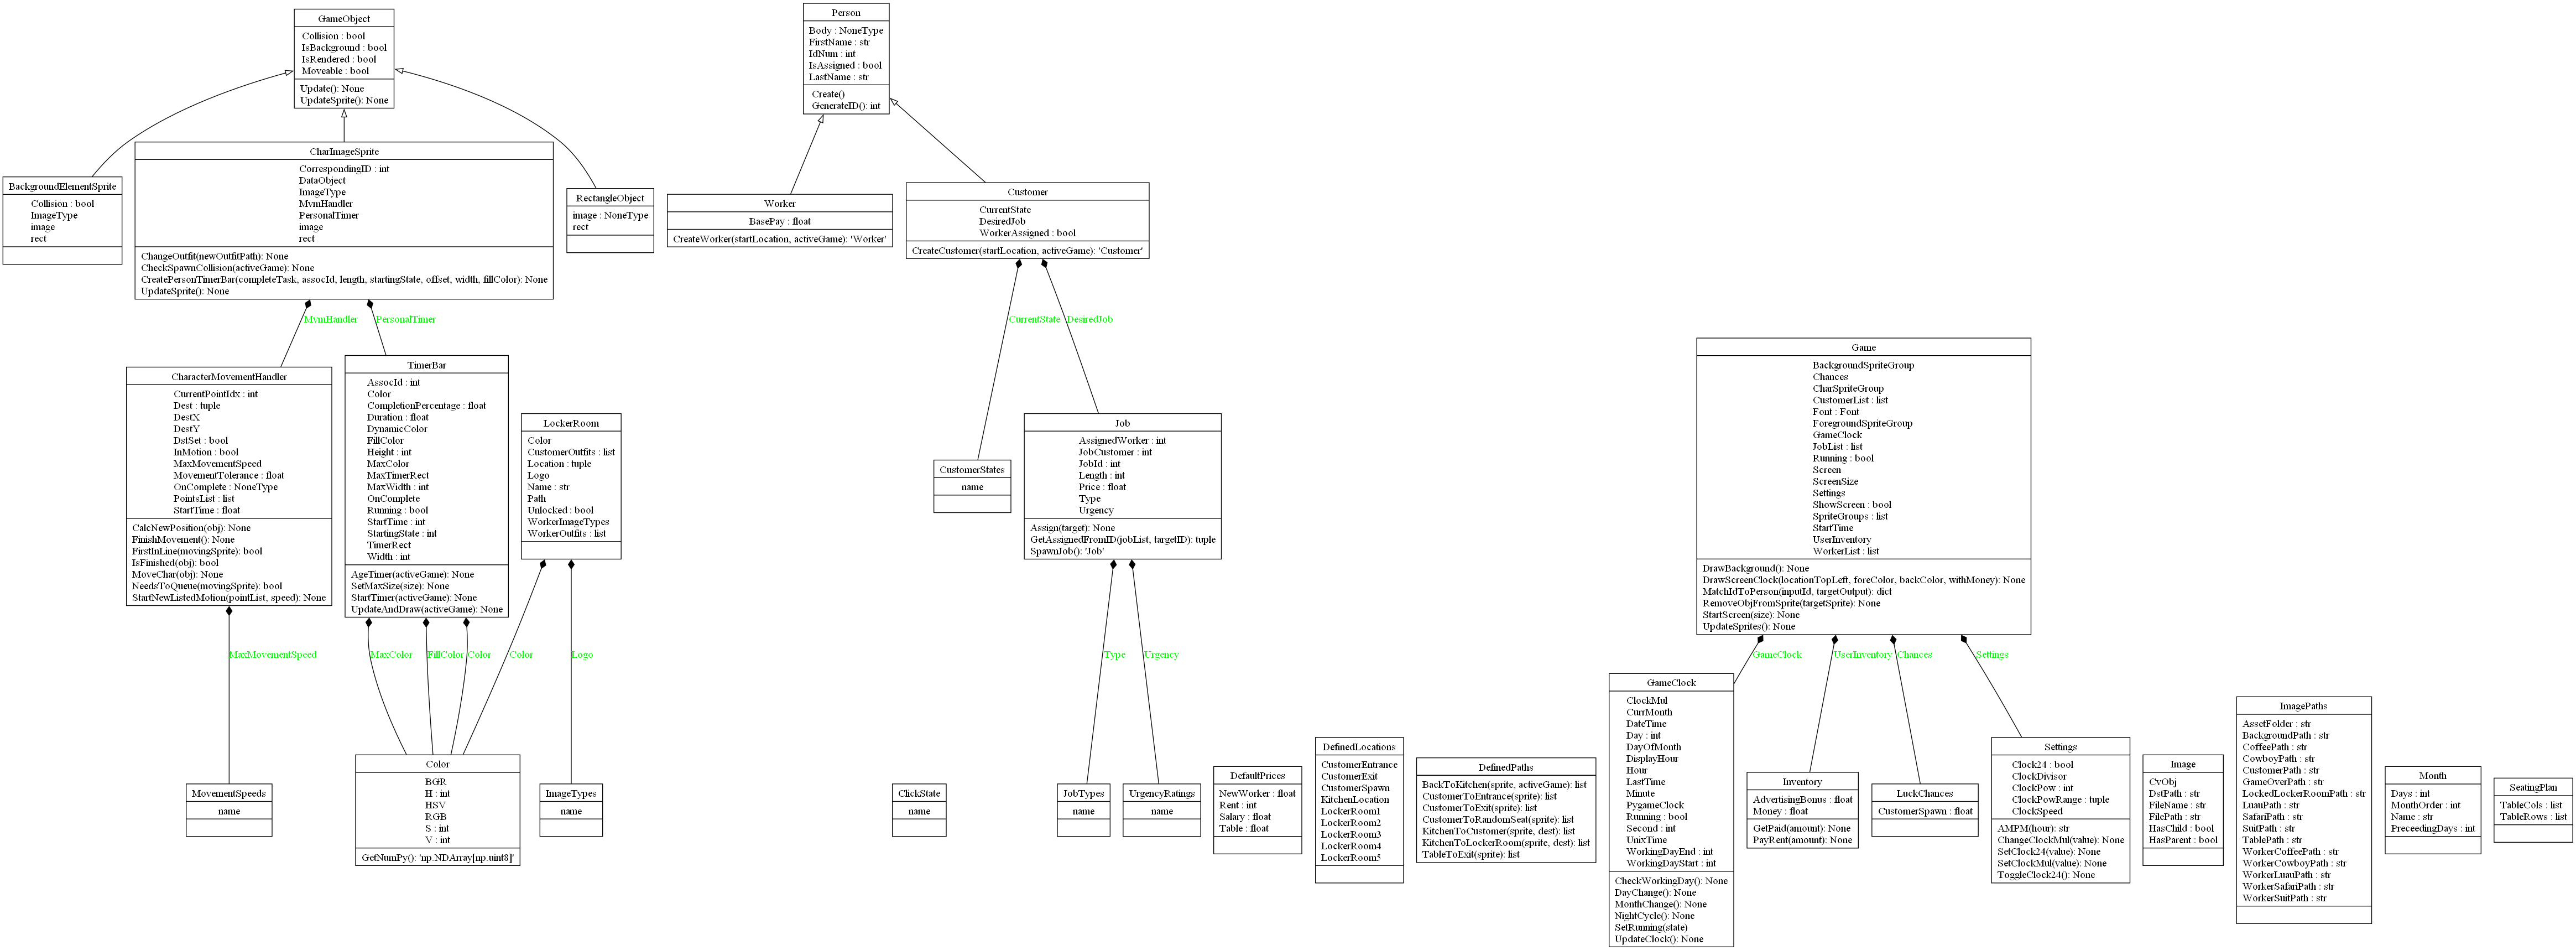 GameObject
Collision : bool
IsBackground : bool
IsRendered : bool
Moveable : bool
Update(): None
UpdateSprite(): None
Person
Body : NoneType
FirstName : str
IdNum : int
IsAssigned : bool
LastName : str
Create()
GenerateID(): int
BackgroundElementSprite
Collision : bool
ImageType
image
rect
CharImageSprite
CorrespondingID : int
DataObject
ImageType
MvmHandler
PersonalTimer
image
rect
ChangeOutfit(newOutfitPath): None
CheckSpawnCollision(activeGame): None
CreatePersonTimerBar(completeTask, assocId, length, startingState, offset, width, fillColor): None
UpdateSprite(): None
RectangleObject
image : NoneType
rect
Worker
BasePay : float
CreateWorker(startLocation, activeGame): 'Worker'
Customer
CurrentState
DesiredJob
WorkerAssigned : bool
CreateCustomer(startLocation, activeGame): 'Customer'
MvmHandler
PersonalTimer
CurrentState
DesiredJob
CharacterMovementHandler
CurrentPointIdx : int
Dest : tuple
DestX
DestY
DstSet : bool
InMotion : bool
MaxMovementSpeed
MovementTolerance : float
OnComplete : NoneType
PointsList : list
StartTime : float
CalcNewPosition(obj): None
FinishMovement(): None
FirstInLine(movingSprite): bool
IsFinished(obj): bool
MoveChar(obj): None
NeedsToQueue(movingSprite): bool
StartNewListedMotion(pointList, speed): None
TimerBar
AssocId : int
Color
CompletionPercentage : float
Duration : float
DynamicColor
FillColor
Height : int
MaxColor
MaxTimerRect
MaxWidth : int
OnComplete
Running : bool
StartTime : int
StartingState : int
TimerRect
Width : int
AgeTimer(activeGame): None
SetMaxSize(size): None
StartTimer(activeGame): None
UpdateAndDraw(activeGame): None
LockerRoom
Color
CustomerOutfits : list
Location : tuple
Logo
Name : str
Path
Unlocked : bool
WorkerImageTypes
WorkerOutfits : list
CustomerStates
name
Job
AssignedWorker : int
JobCustomer : int
JobId : int
Length : int
Price : float
Type
Urgency
Assign(target): None
GetAssignedFromID(jobList, targetID): tuple
SpawnJob(): 'Job'
Game
BackgroundSpriteGroup
Chances
CharSpriteGroup
CustomerList : list
Font : Font
ForegroundSpriteGroup
GameClock
JobList : list
Running : bool
Screen
ScreenSize
Settings
ShowScreen : bool
SpriteGroups : list
StartTime
UserInventory
WorkerList : list
DrawBackground(): None
DrawScreenClock(locationTopLeft, foreColor, backColor, withMoney): None
MatchIdToPerson(inputId, targetOutput): dict
RemoveObjFromSprite(targetSprite): None
StartScreen(size): None
UpdateSprites(): None
MaxMovementSpeed
MaxColor
FillColor
Color
Color
Logo
Type
Urgency
GameClock
UserInventory
Chances
Settings
MovementSpeeds
name
Color
BGR
H : int
HSV
RGB
S : int
V : int
GetNumPy(): 'np.NDArray[np.uint8]'
ImageTypes
name
ClickState
name
JobTypes
name
UrgencyRatings
name
DefaultPrices
NewWorker : float
Rent : int
Salary : float
Table : float
DefinedLocations
CustomerEntrance
CustomerExit
CustomerSpawn
KitchenLocation
LockerRoom1
LockerRoom2
LockerRoom3
LockerRoom4
LockerRoom5
DefinedPaths
BackToKitchen(sprite, activeGame): list
CustomerToEntrance(sprite): list
CustomerToExit(sprite): list
CustomerToRandomSeat(sprite): list
KitchenToCustomer(sprite, dest): list
KitchenToLockerRoom(sprite, dest): list
TableToExit(sprite): list
GameClock
ClockMul
CurrMonth
DateTime
Day : int
DayOfMonth
DisplayHour
Hour
LastTime
Minute
PygameClock
Running : bool
Second : int
UnixTime
WorkingDayEnd : int
WorkingDayStart : int
CheckWorkingDay(): None
DayChange(): None
MonthChange(): None
NightCycle(): None
SetRunning(state)
UpdateClock(): None
Inventory
AdvertisingBonus : float
Money : float
GetPaid(amount): None
PayRent(amount): None
LuckChances
CustomerSpawn : float
Settings
Clock24 : bool
ClockDivisor
ClockPow : int
ClockPowRange : tuple
ClockSpeed
AMPM(hour): str
ChangeClockMul(value): None
SetClock24(value): None
SetClockMul(value): None
ToggleClock24(): None
Image
CvObj
DstPath : str
FileName : str
FilePath : str
HasChild : bool
HasParent : bool
ImagePaths
AssetFolder : str
BackgroundPath : str
CoffeePath : str
CowboyPath : str
CustomerPath : str
GameOverPath : str
LockedLockerRoomPath : str
LuauPath : str
SafariPath : str
SuitPath : str
TablePath : str
WorkerCoffeePath : str
WorkerCowboyPath : str
WorkerLuauPath : str
WorkerSafariPath : str
WorkerSuitPath : str
Month
Days : int
MonthOrder : int
Name : str
PreceedingDays : int
SeatingPlan
TableCols : list
TableRows : list